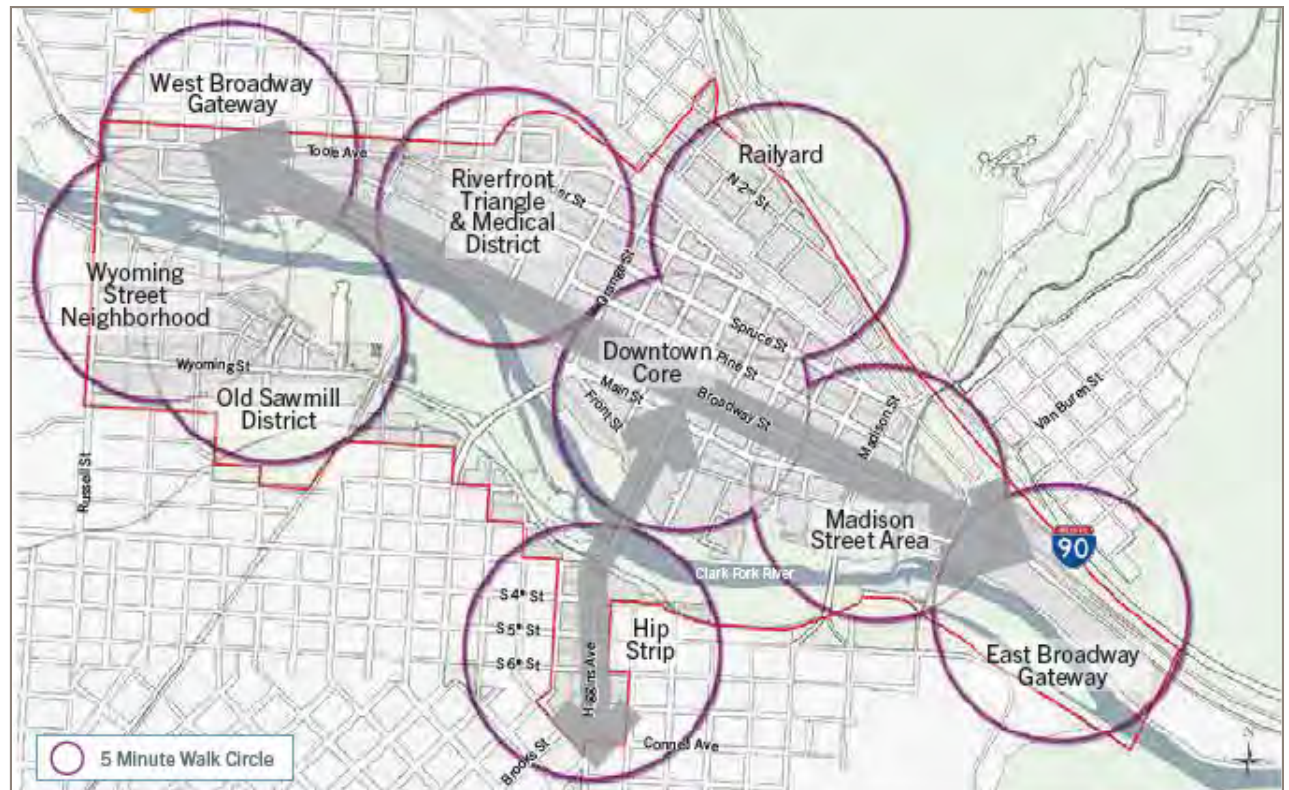 West Broadway
Gateway
Toole Ave
Riverfront
Triangle
& Medical
District
Railyard
N 2nd St
Orange St
Wyoming
Street
Neighborhood
Wyoming St
Old Sawmill
District
Downtown
Core
Spruce St
Pine St
Main St
Front St
Broadway St
Madison St
Van Buren St
Russell St
Madison
Street Area
90
Clark Fork River
S 4th St
S 5th St
S 6th St
Hip
Strip
Higgins Ave
East Broadway
Gateway
Brooks St
Connell Ave
5 Minute Walk Circle